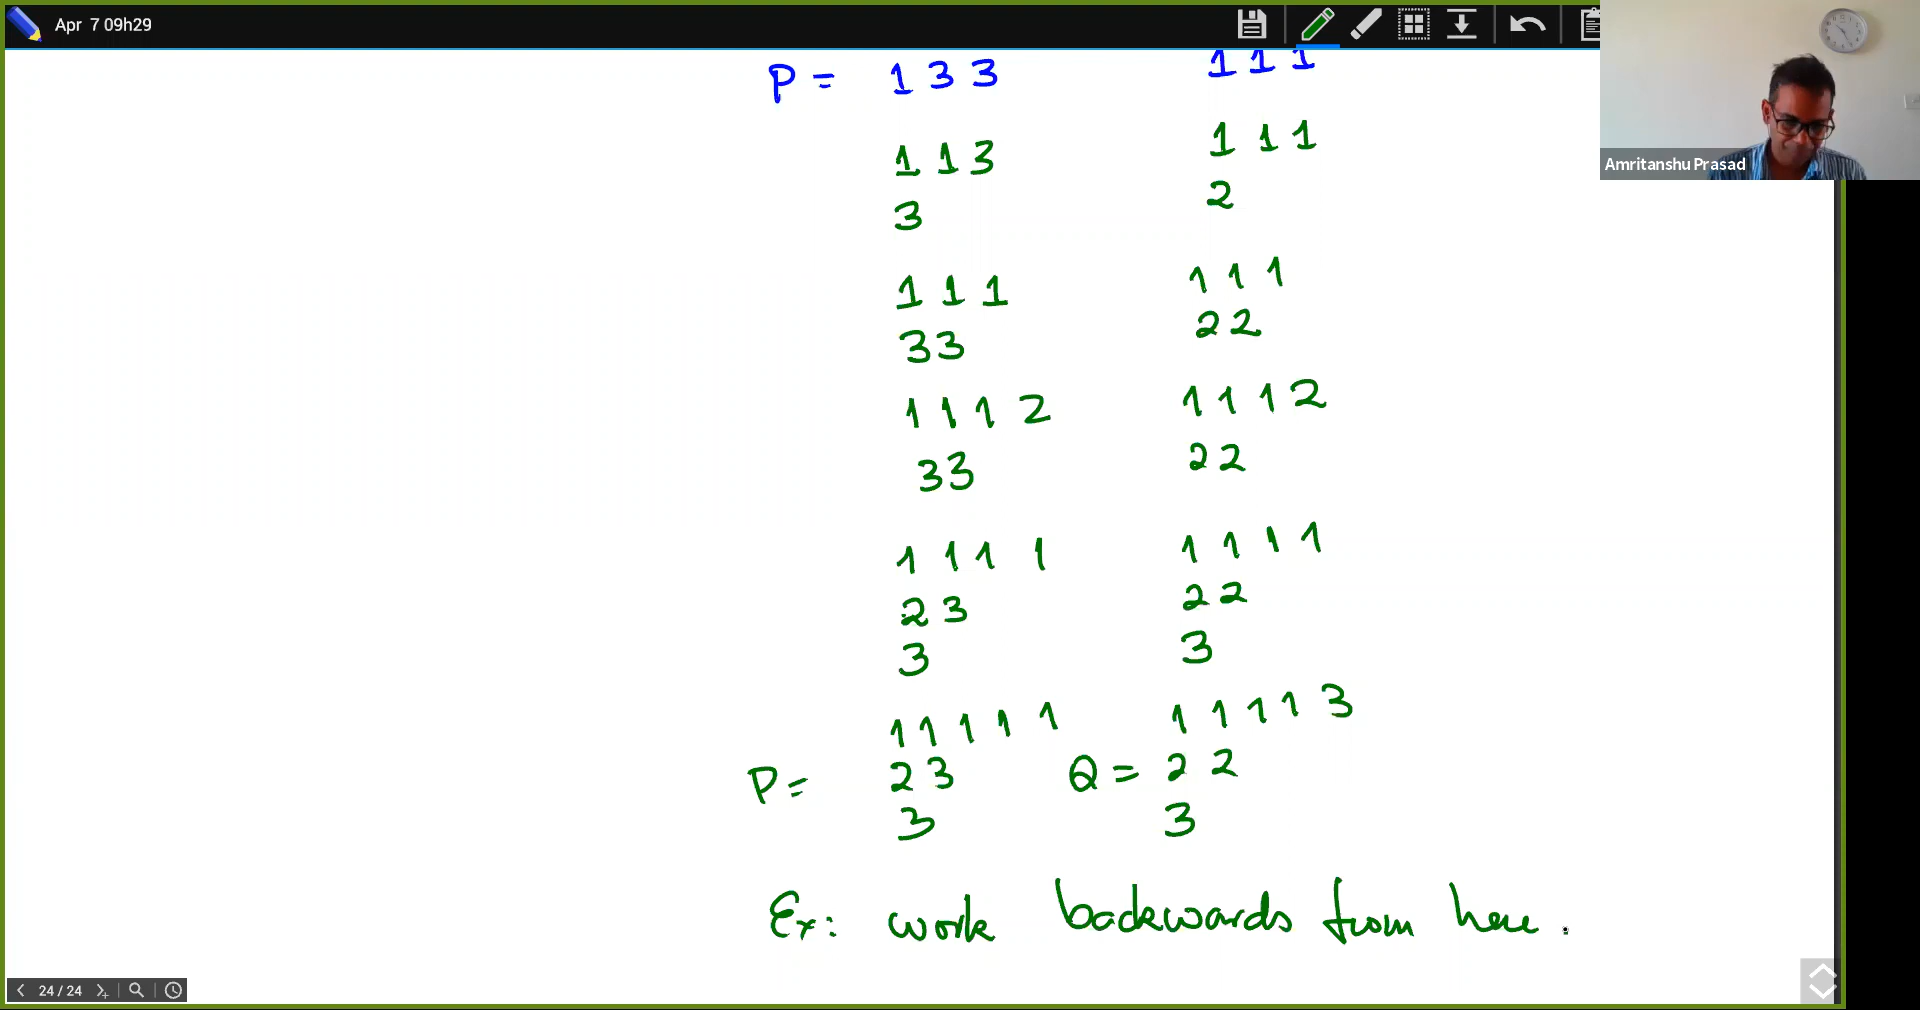 Apr 7 09h29
Amritanshu Prasad
P = 1 3 3 1 1 1
1 1 3 1 1 1
3 2
1 1 1 1 1 1
3 3 2 2
1 1 1 2 1 1 1 2
3 3 2 2
1 1 1 1 1 1 1 1
2 3 2 2
3 3
1 1 1 1 1 1 1 1 1 3
P = 2 3 Q = 2 2
3 3
Ex: work backwards from here.
24 / 24